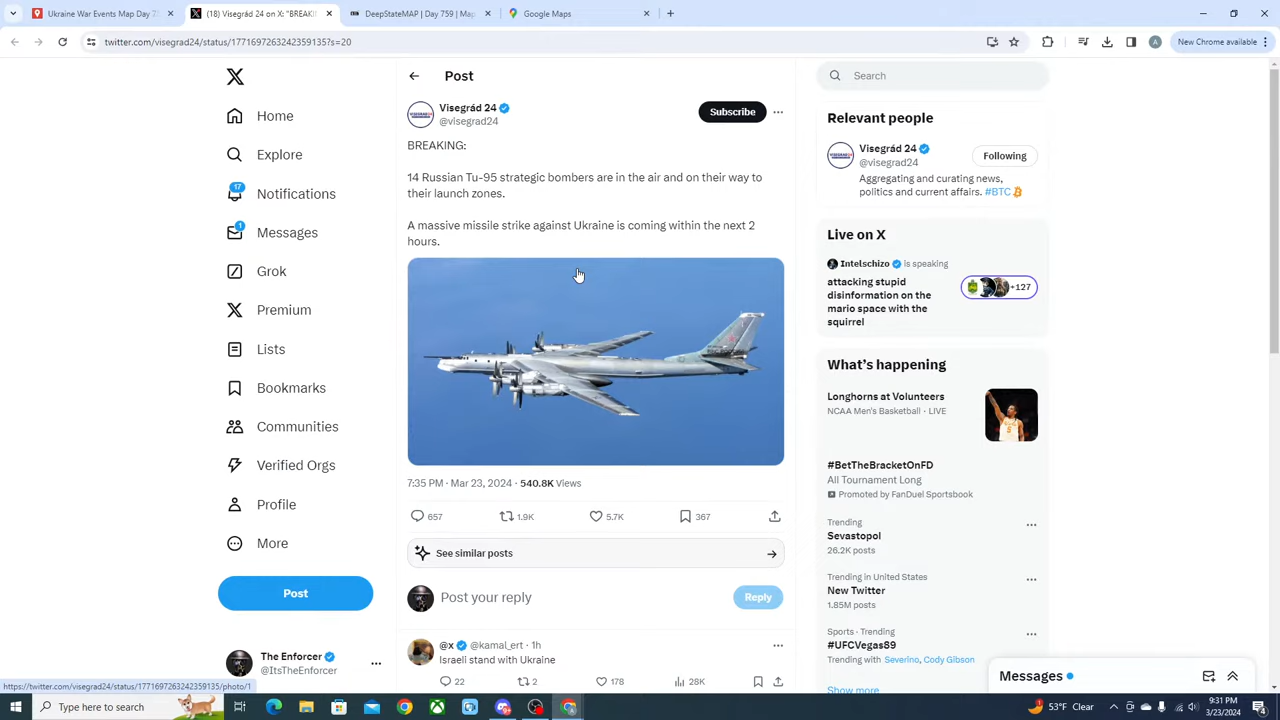 Ukraine War Events Map Day 7
(18) Visegrád 24 on X: "BREAKI
DeepStateMAP | Day 759 | Map
Google Maps
twitter.com/visegrad24/status/1771697263242359135?s=20
New Chrome available
Home
Explore
17
Notifications
1
Messages
Grok
Premium
Lists
Bookmarks
Communities
Verified Orgs
Profile
More
Post
The Enforcer
@ItsTheEnforcer
https://twitter.com/visegrad24/status/1771697263242359135/photo/1
Post
Visegrád 24
@visegrad24
Subscribe
BREAKING:
14 Russian Tu-95 strategic bombers are in the air and on their way to
their launch zones.
A massive missile strike against Ukraine is coming within the next 2
hours.
7:35 PM · Mar 23, 2024 · 540.8K Views
657
1.9K
5.7K
367
See similar posts
Post your reply
Reply
@x @kamal_ert · 1h
Israeli stand with Ukraine
22
2
178
28K
Search
Relevant people
Visegrád 24
@visegrad24
Following
Aggregating and curating news,
politics and current affairs. #BTC
Live on X
Intelschizo is speaking
attacking stupid
disinformation on the
mario space with the
squirrel
+127
What's happening
Longhorns at Volunteers
NCAA Men's Basketball · LIVE
#BetTheBracketOnFD
All Tournament Long
Promoted by FanDuel Sportsbook
Trending
Sevastopol
26.2K posts
Trending in United States
New Twitter
1.85M posts
Sports · Trending
#UFCVegas89
Trending with Severino, Cody Gibson
Show more
Messages
Type here to search
53°F Clear
9:31 PM
3/23/2024